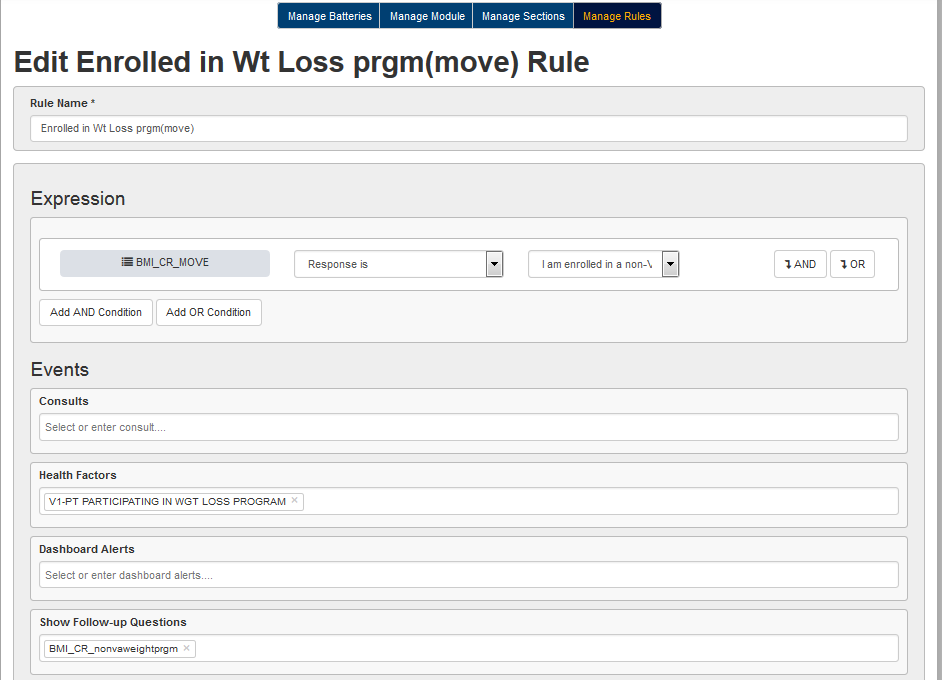 Manage Batteries Manage Module Manage Sections Manage Rules
Edit Enrolled in Wt Loss prgm(move) Rule
Rule Name *
Enrolled in Wt Loss prgm(move)
Expression
BMI_CR_MOVE Response is I am enrolled in a non-V AND OR
Add AND Condition Add OR Condition
Events
Consults
Select or enter consult....
Health Factors
V1-PT PARTICIPATING IN WGT LOSS PROGRAM ×
Dashboard Alerts
Select or enter dashboard alerts....
Show Follow-up Questions
BMI_CR_nonvaweightprgm ×